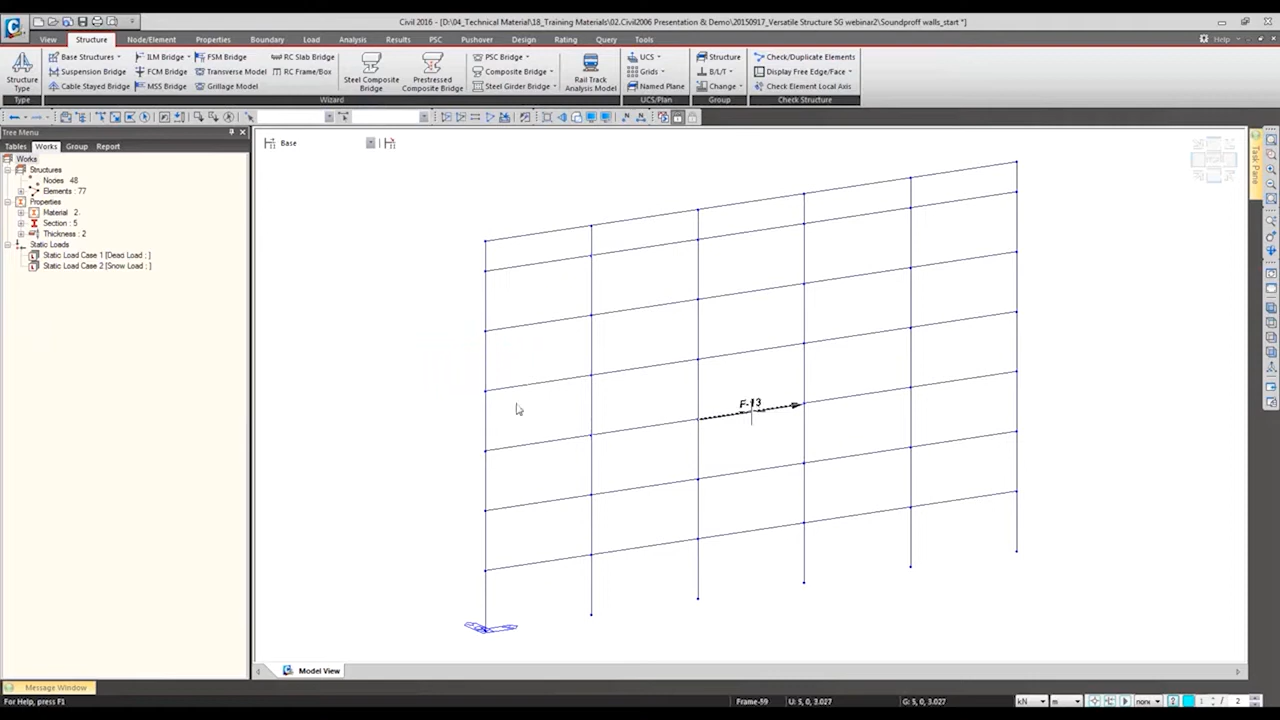 Civil 2016 - [D:\04_Technical Material\18_Training Materials\02.Civil2006 Presentation & Demo\20150917_Versatile Structure SG webinar2\Soundproff walls_start *]
View Structure Node/Element Properties Boundary Load Analysis Results PSC Pushover Design Rating Query Tools Help
Structure Type
Type
Base Structures ILM Bridge FSM Bridge RC Slab Bridge
Suspension Bridge FCM Bridge Transverse Model RC Frame/Box
Cable Stayed Bridge MSS Bridge Grillage Model
Steel Composite Bridge
Prestressed Composite Bridge
PSC Bridge
Composite Bridge
Steel Girder Bridge
Rail Track Analysis Model
Wizard
UCS
Grids
Named Plane
UCS/Plan
Structure
B/L/T
Change
Group
Check/Duplicate Elements
Display Free Edge/Face
Check Element Local Axis
Check Structure
Tree Menu
Tables Works Group Report
Works
Structures
Nodes : 48
Elements : 77
Properties
Material : 2
Section : 5
Thickness : 2
Static Loads
Static Load Case 1 [Dead Load ; ]
Static Load Case 2 [Snow Load ; ]
Base
Task Pane
Model View
Message Window
For Help, press F1
Frame-59
U: 5, 0, 3.027
G: 5, 0, 3.027
kN
m
1 / 2